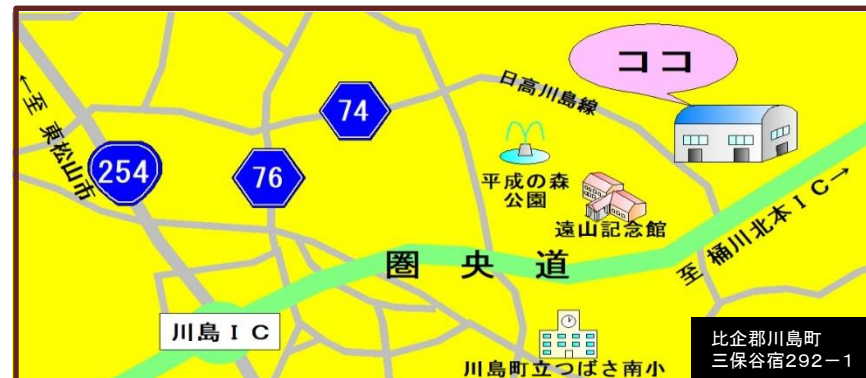 ココ
←至 東松山市
日高川島線
74
254
76
平成の森
公園
遠山記念館
圏央道
至 桶川北本IC→
川島IC
川島町立つばさ南小
比企郡川島町
三保谷宿292-1